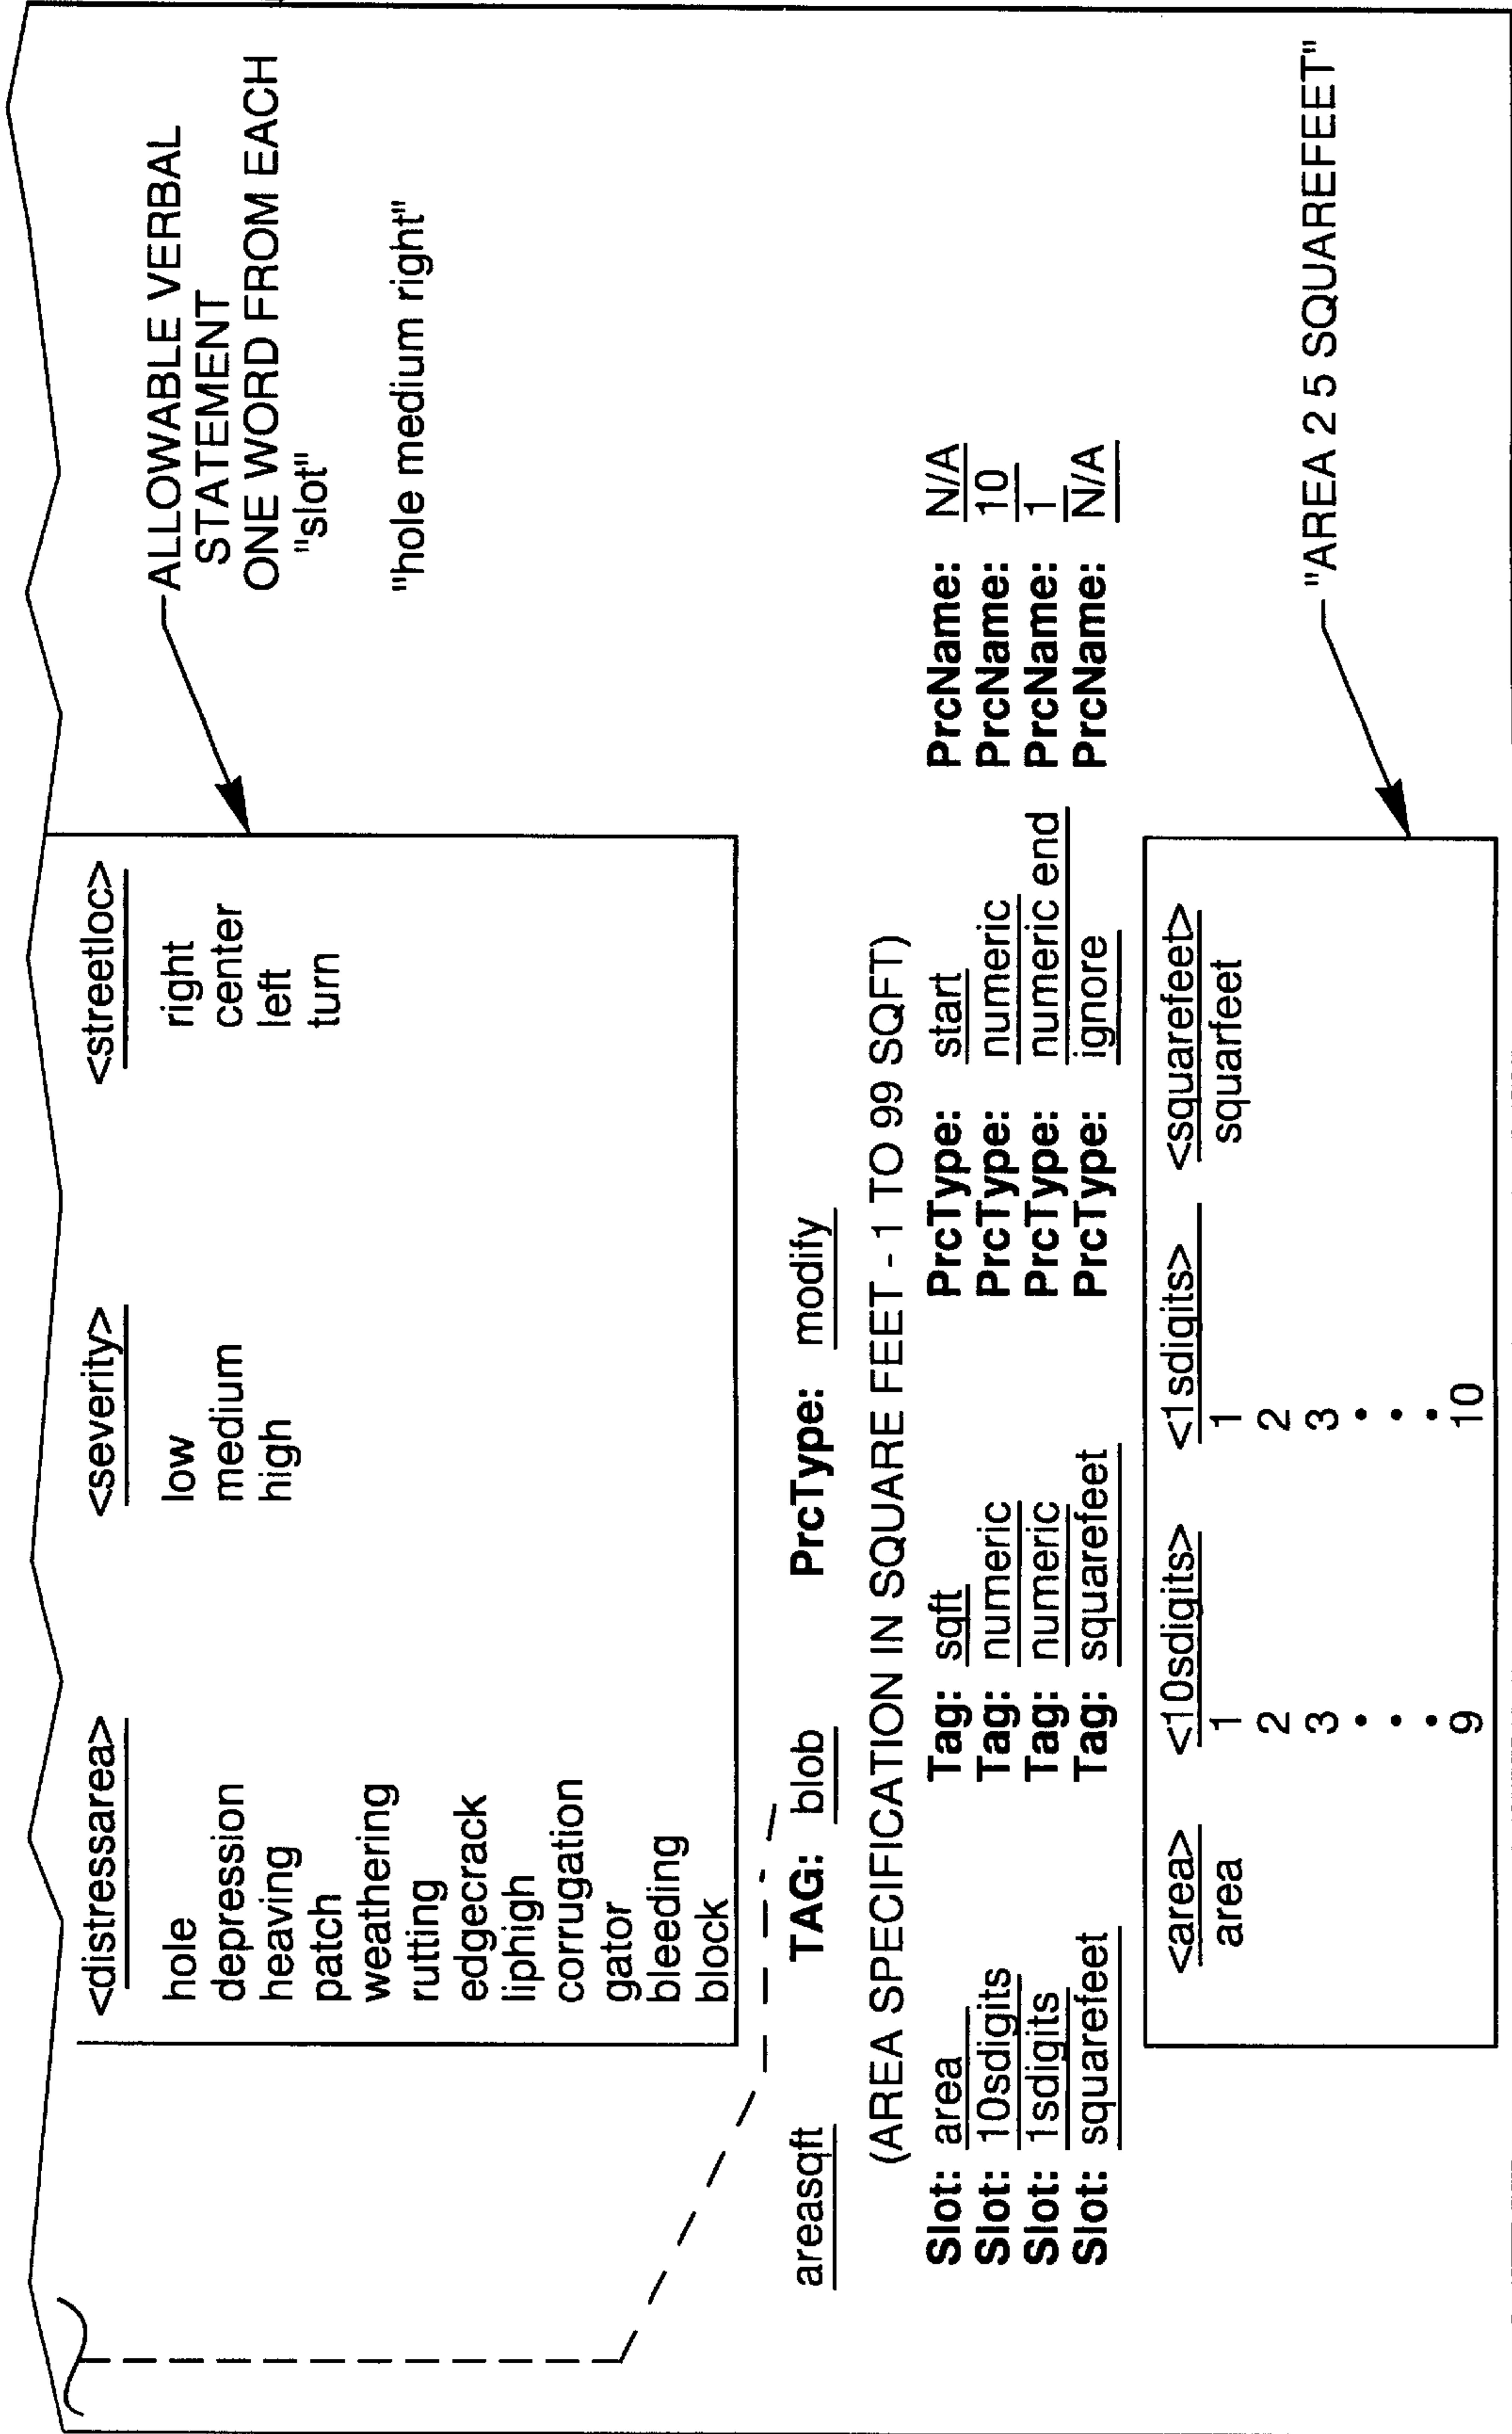 <distressarea> <severity> <streetloc>
hole low right
depression medium center
heaving high left
patch turn
weathering
rutting
edgecrack
liphigh
corrugation
gator
bleeding
block
ALLOWABLE VERBAL
STATEMENT
ONE WORD FROM EACH
"slot"
"hole medium right"
areasqft TAG: blob PrcType: modify
(AREA SPECIFICATION IN SQUARE FEET - 1 TO 99 SQFT)
Slot: area Tag: sqft PrcType: start PrcName: N/A
Slot: 10sdigits Tag: numeric PrcType: numeric PrcName: 10
Slot: 1sdigits Tag: numeric PrcType: numeric end PrcName: 1
Slot: squarefeet Tag: squarefeet PrcType: ignore PrcName: N/A
<area> <10sdigits> <1sdigits> <squarefeet>
area 1 1 squarfeet
2 2
3 3
• •
• •
• •
9 10
"AREA 2 5 SQUAREFEET"